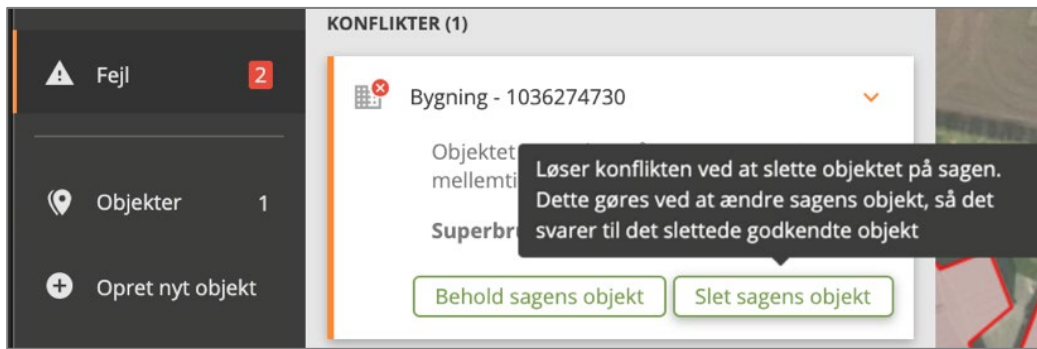 KONFLIKTER (1)
Fejl 2
Bygning - 1036274730
Objektet
Løser konflikten ved at slette objektet på sagen.
Dette gøres ved at ændre sagens objekt, så det
svarer til det slettede godkendte objekt
Objekter 1
Opret nyt objekt
Behold sagens objekt
Slet sagens objekt